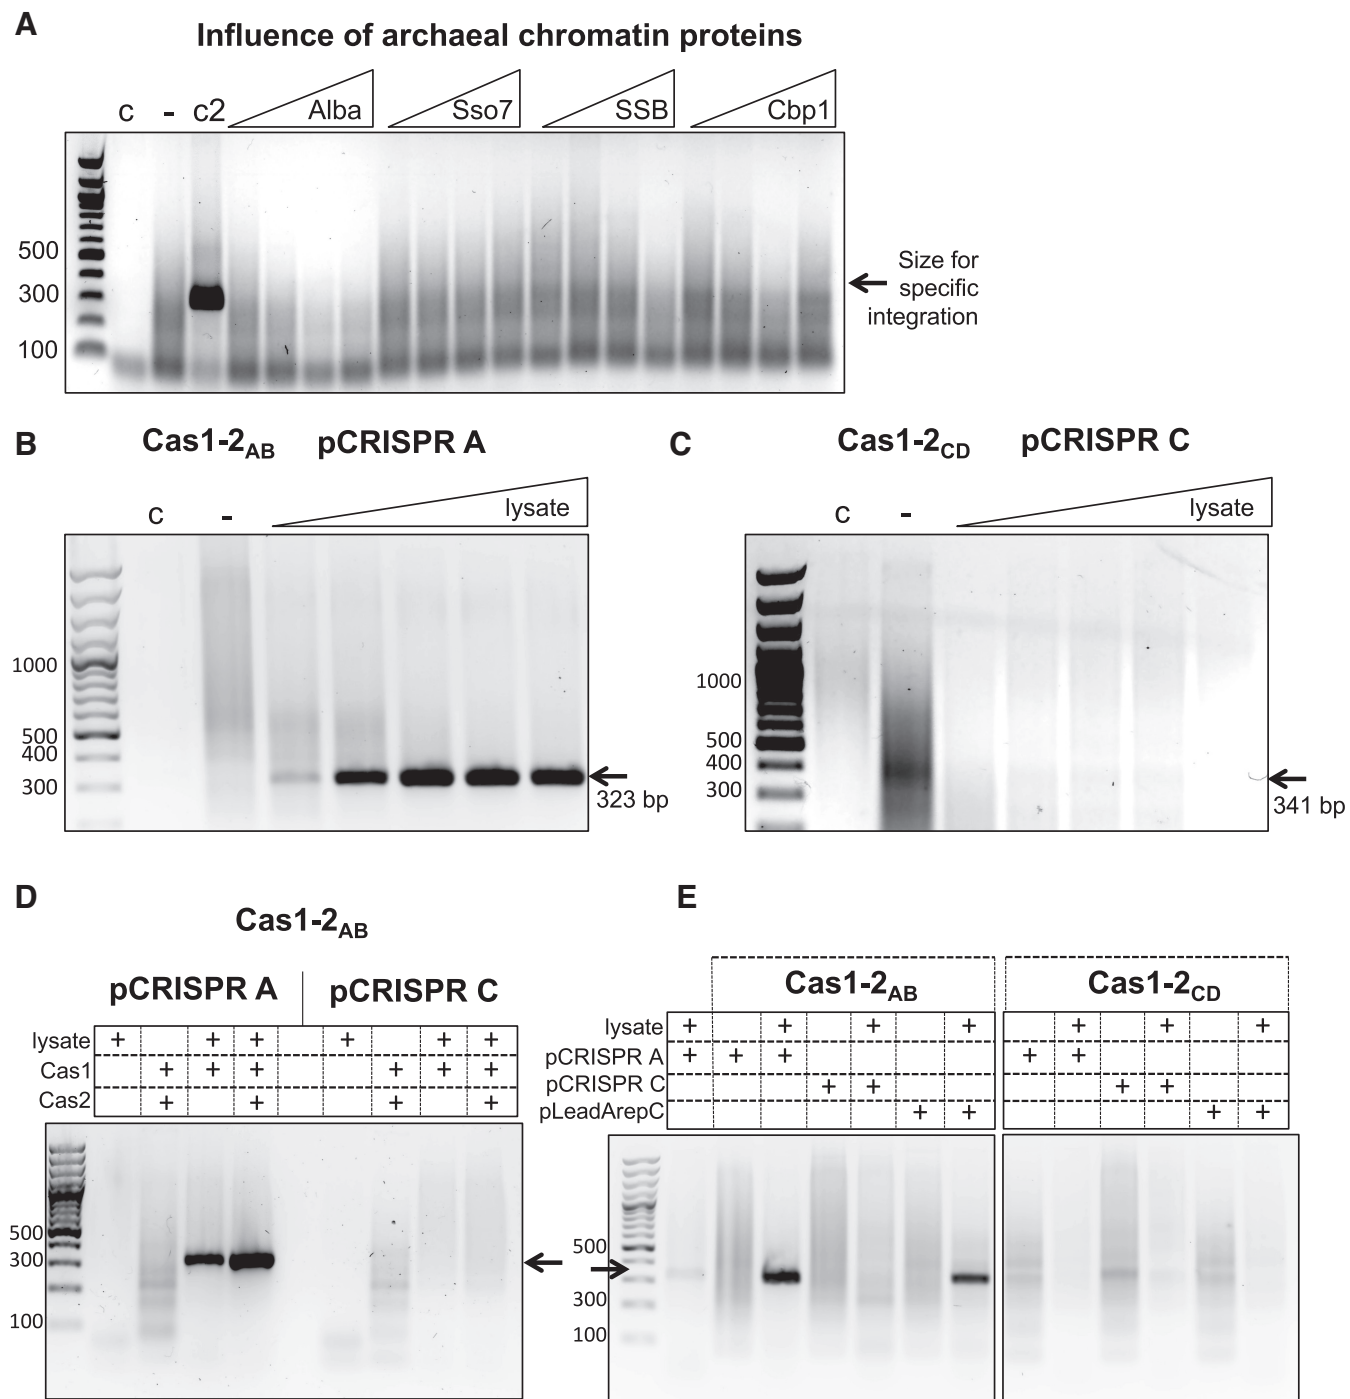 A
Influence of archaeal chromatin proteins
c - c2 Alba Sso7 SSB Cbp1
500
300
100
Size for
specific
integration
B
Cas1-2AB pCRISPR A
c - lysate
1000
500
400
300
323 bp
C
Cas1-2CD pCRISPR C
c - lysate
1000
500
400
300
341 bp
D
Cas1-2AB
pCRISPR A pCRISPR C
lysate + + + + + +
Cas1 + + + + + +
Cas2 + + + +
500
300
100
E
Cas1-2AB Cas1-2CD
lysate + + + + + + +
pCRISPR A + + + + +
pCRISPR C + + + +
pLeadArepC + + + +
500
300
100